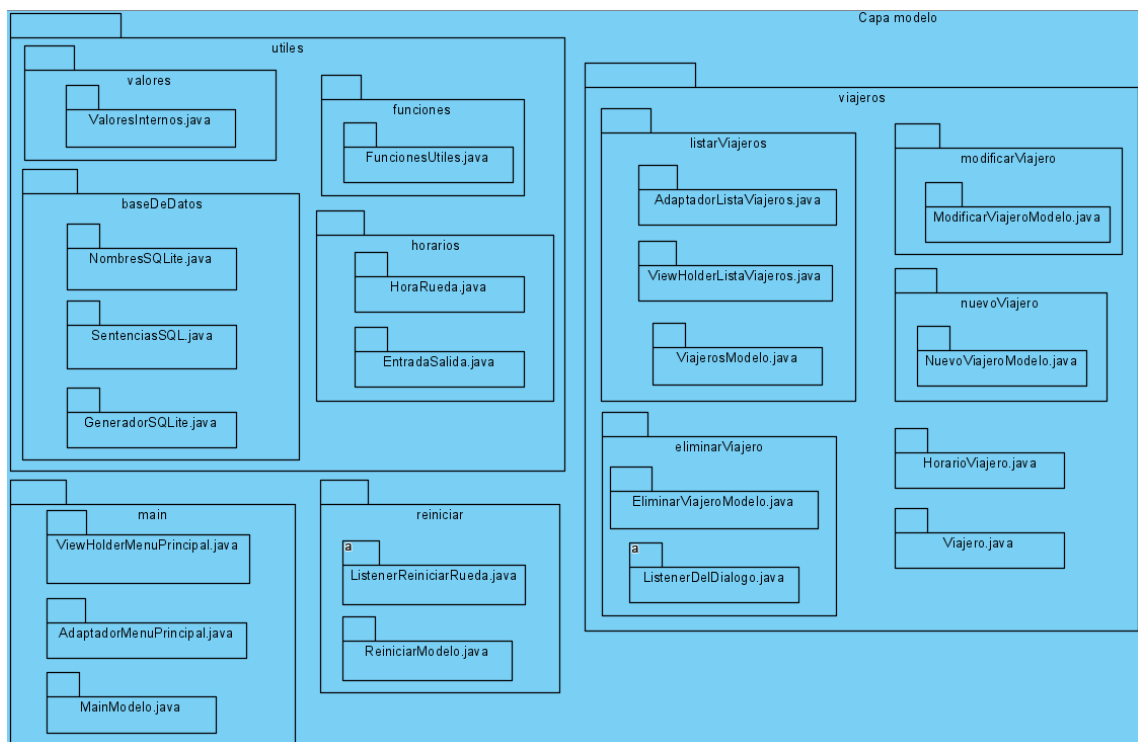 Capa modelo
utiles
valores
ValoresInternos.java
funciones
FuncionesUtiles.java
baseDeDatos
NombresSQLite.java
SentenciasSQL.java
GeneradorSQLite.java
horarios
HoraRueda.java
EntradaSalida.java
main
ViewHolderMenuPrincipal.java
AdaptadorMenuPrincipal.java
MainModelo.java
reiniciar
a
ListenerReiniciarRueda.java
ReiniciarModelo.java
viajeros
listarViajeros
AdaptadorListaViajeros.java
ViewHolderListaViajeros.java
ViajerosModelo.java
modificarViajero
ModificarViajeroModelo.java
nuevoViajero
NuevoViajeroModelo.java
eliminarViajero
EliminarViajeroModelo.java
a
ListenerDelDialogo.java
HorarioViajero.java
Viajero.java